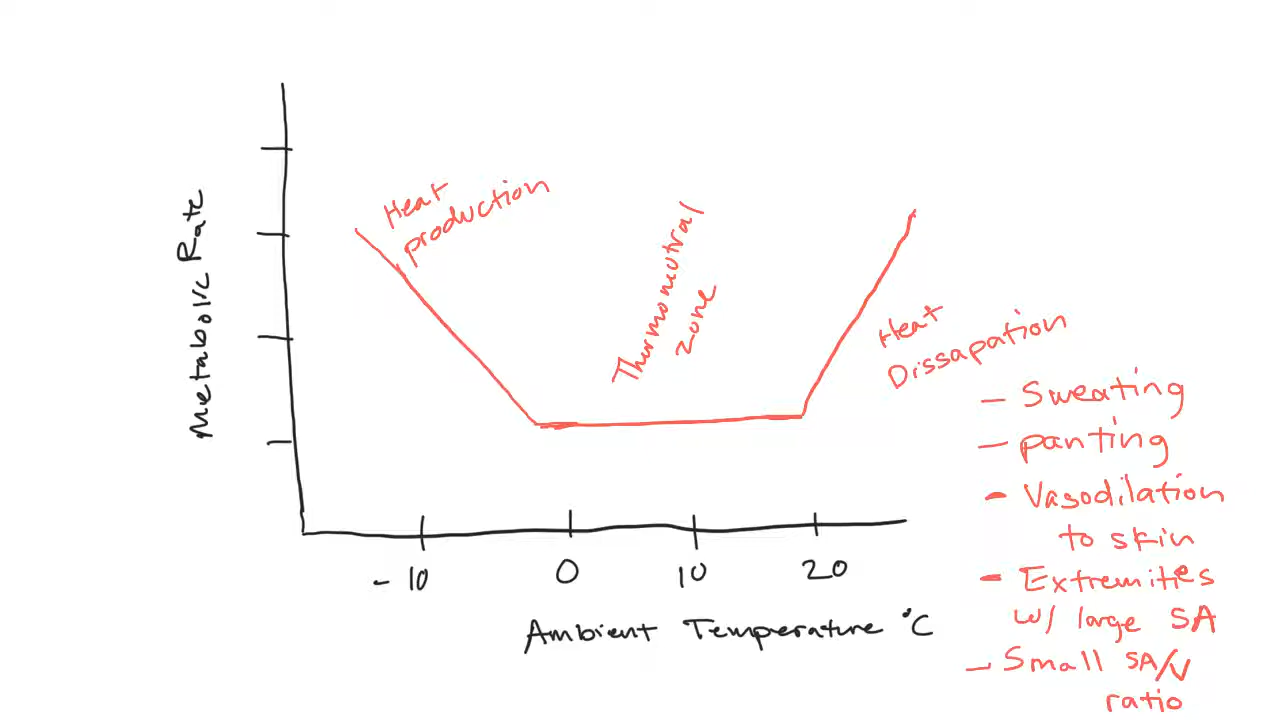 Heat
production
Thermoneutral
zone
Metabolic Rate
Heat
Dissapation
- Sweating
- panting
- Vasodilation
to skin
- Extremities
w/ large SA
- Small SA/V
ratio
-10 0 10 20
Ambient Temperature °C